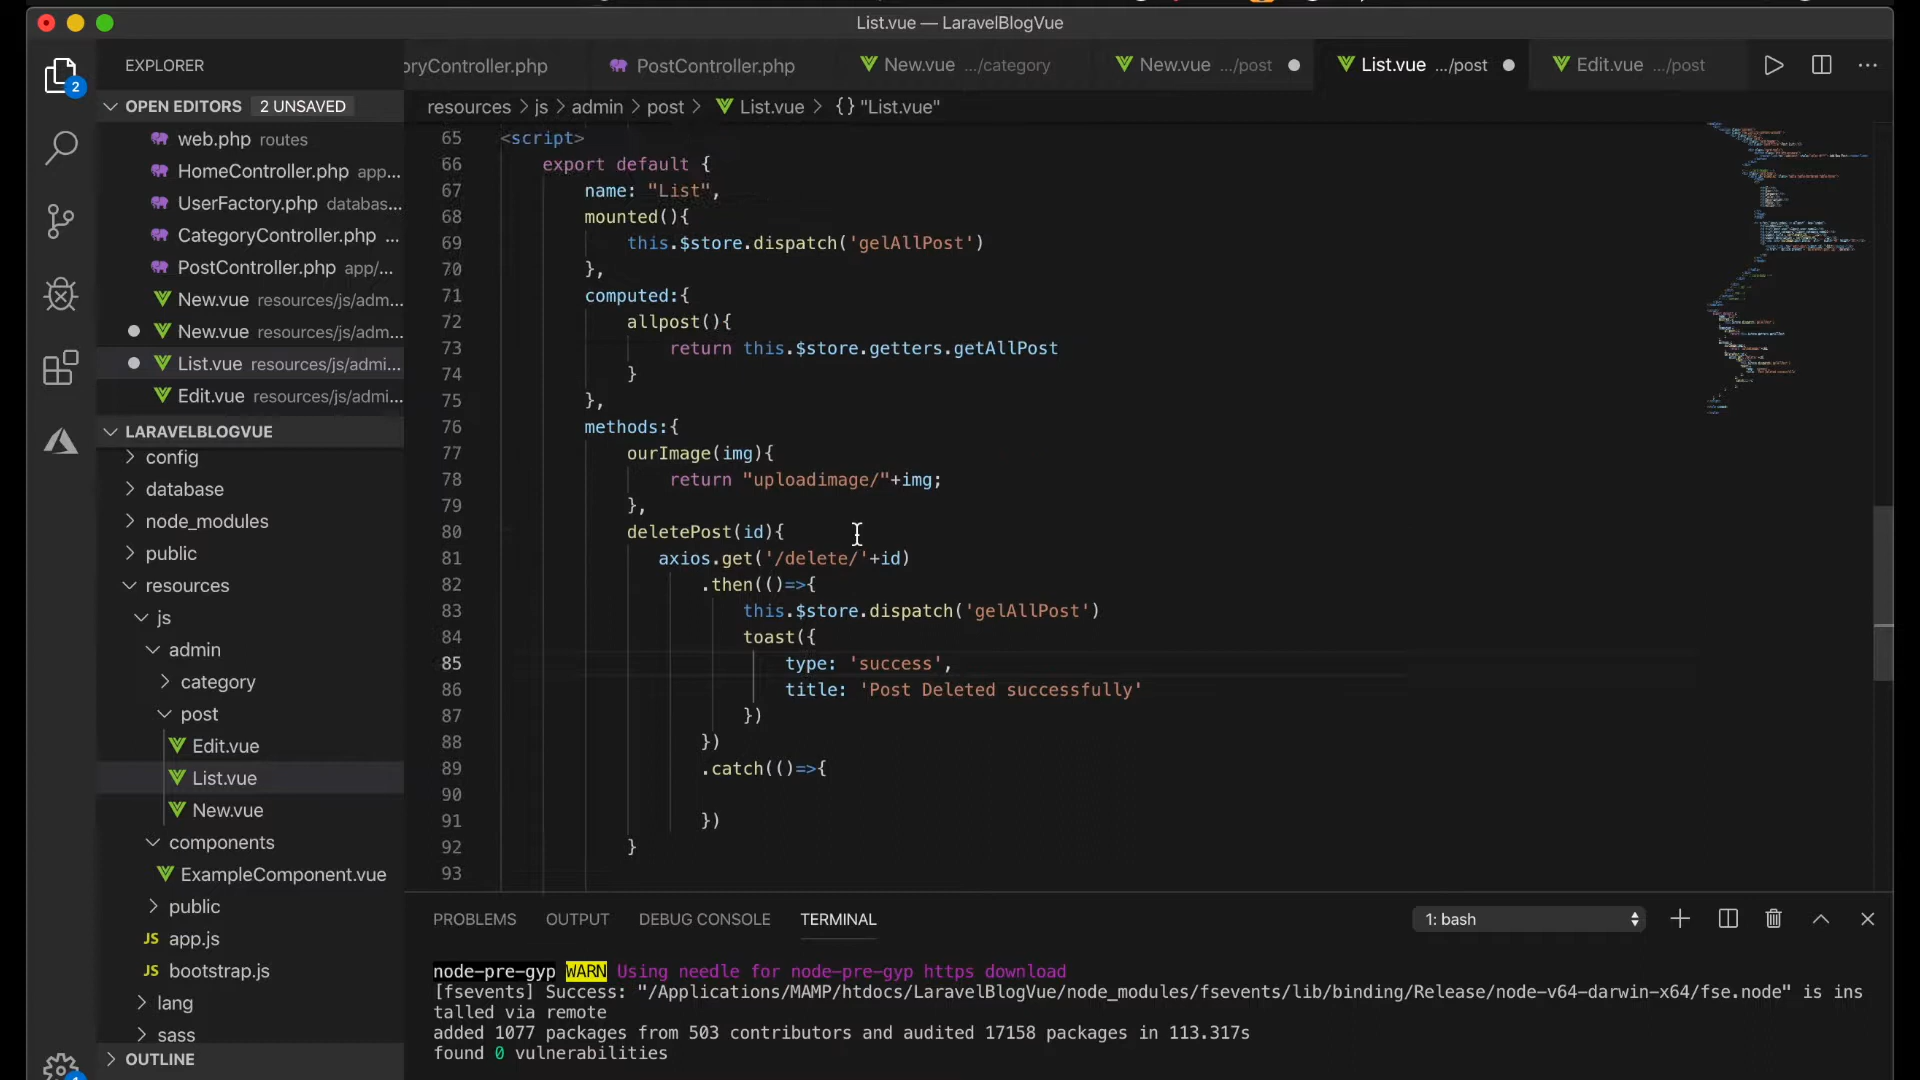 List.vue — LaravelBlogVue
EXPLORER
OPEN EDITORS 2 UNSAVED
web.php routes
HomeController.php app...
UserFactory.php databas...
CategoryController.php ...
PostController.php app/...
New.vue resources/js/adm...
New.vue resources/js/adm...
List.vue resources/js/admi...
Edit.vue resources/js/admi...
LARAVELBLOGVUE
config
database
node_modules
public
resources
js
admin
category
post
Edit.vue
List.vue
New.vue
components
ExampleComponent.vue
public
JS app.js
JS bootstrap.js
lang
sass
OUTLINE
2
oryController.php PostController.php New.vue .../category New.vue .../post List.vue .../post Edit.vue .../post
resources > js > admin > post > List.vue > {} "List.vue"
65 <script>
66 export default {
67 name: "List",
68 mounted(){
69 this.$store.dispatch('gelAllPost')
70 },
71 computed:{
72 allpost(){
73 return this.$store.getters.getAllPost
74 }
75 },
76 methods:{
77 ourImage(img){
78 return "uploadimage/"+img;
79 },
80 deletePost(id){
81 axios.get('/delete/'+id)
82 .then(()=>{
83 this.$store.dispatch('gelAllPost')
84 toast({
85 type: 'success',
86 title: 'Post Deleted successfully'
87 })
88 })
89 .catch(()=>{
90
91 })
92 }
93
PROBLEMS OUTPUT DEBUG CONSOLE TERMINAL 1: bash
node-pre-gyp WARN Using needle for node-pre-gyp https download
[fsevents] Success: "/Applications/MAMP/htdocs/LaravelBlogVue/node_modules/fsevents/lib/binding/Release/node-v64-darwin-x64/fse.node" is ins
talled via remote
added 1077 packages from 503 contributors and audited 17158 packages in 113.317s
found 0 vulnerabilities